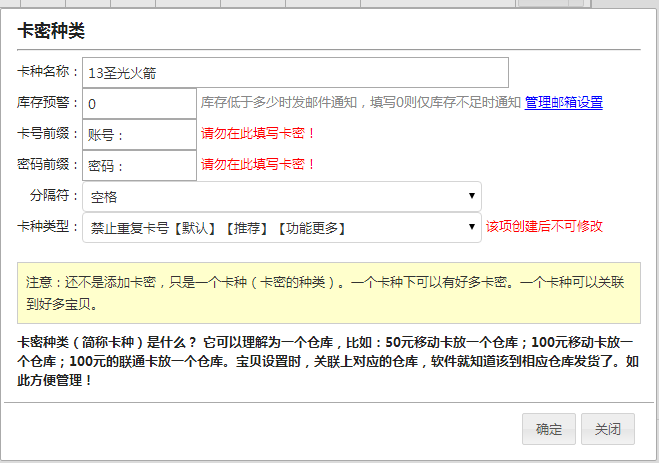 卡密种类
卡种名称： 13圣光火箭
库存预警： 0 库存低于多少时发邮件通知，填写0则仅库存不足时通知 管理邮箱设置
卡号前缀： 账号： 请勿在此填写卡密！
密码前缀： 密码： 请勿在此填写卡密！
分隔符： 空格
卡种类型： 禁止重复卡号【默认】【推荐】【功能更多】 该项创建后不可修改
注意：还不是添加卡密，只是一个卡种（卡密的种类）。一个卡种下可以有好多卡密。一个卡种可以关联
到好多宝贝。
卡密种类（简称卡种）是什么？ 它可以理解为一个仓库，比如：50元移动卡放一个仓库；100元移动卡放一
个仓库；100元的联通卡放一个仓库。宝贝设置时，关联上对应的仓库，软件就知道该到相应仓库发货了。如
此方便管理！
确定 关闭